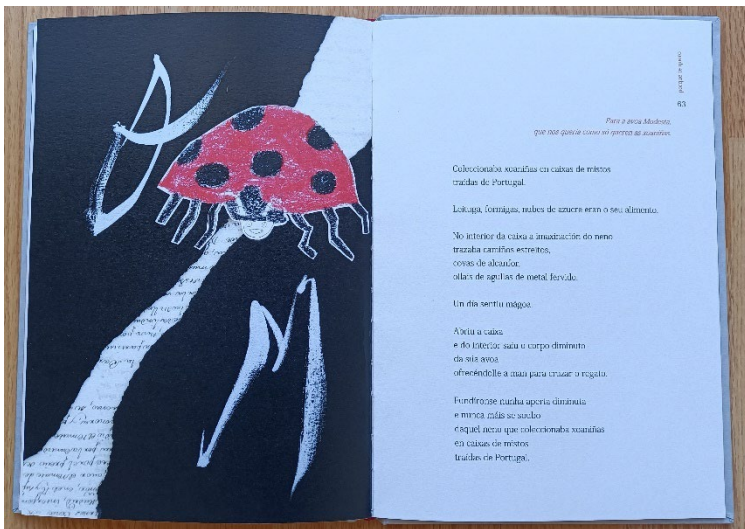 63
Para a avoa Modesta,
que nos quería como só queren as xoaniñas
Coleccionaba xoaniñas en caixas de mistos
traídas de Portugal.
Leituga, formigas, nubes de azucre eran o seu alimento.
No interior da caixa a imaxinación do neno
trazaba camiños estreitos,
covas de alcanfor,
ollais de agullas de metal fervido.
Un día sentiu mágoa.
Abriu a caixa
e do interior saíu o corpo diminuto
da súa avoa
ofrecéndolle a man para cruzar o regato.
Fundíronse nunha aperta diminuta
e nunca máis se soubo
daquel neno que coleccionaba xoaniñas
en caixas de mistos
traídas de Portugal.